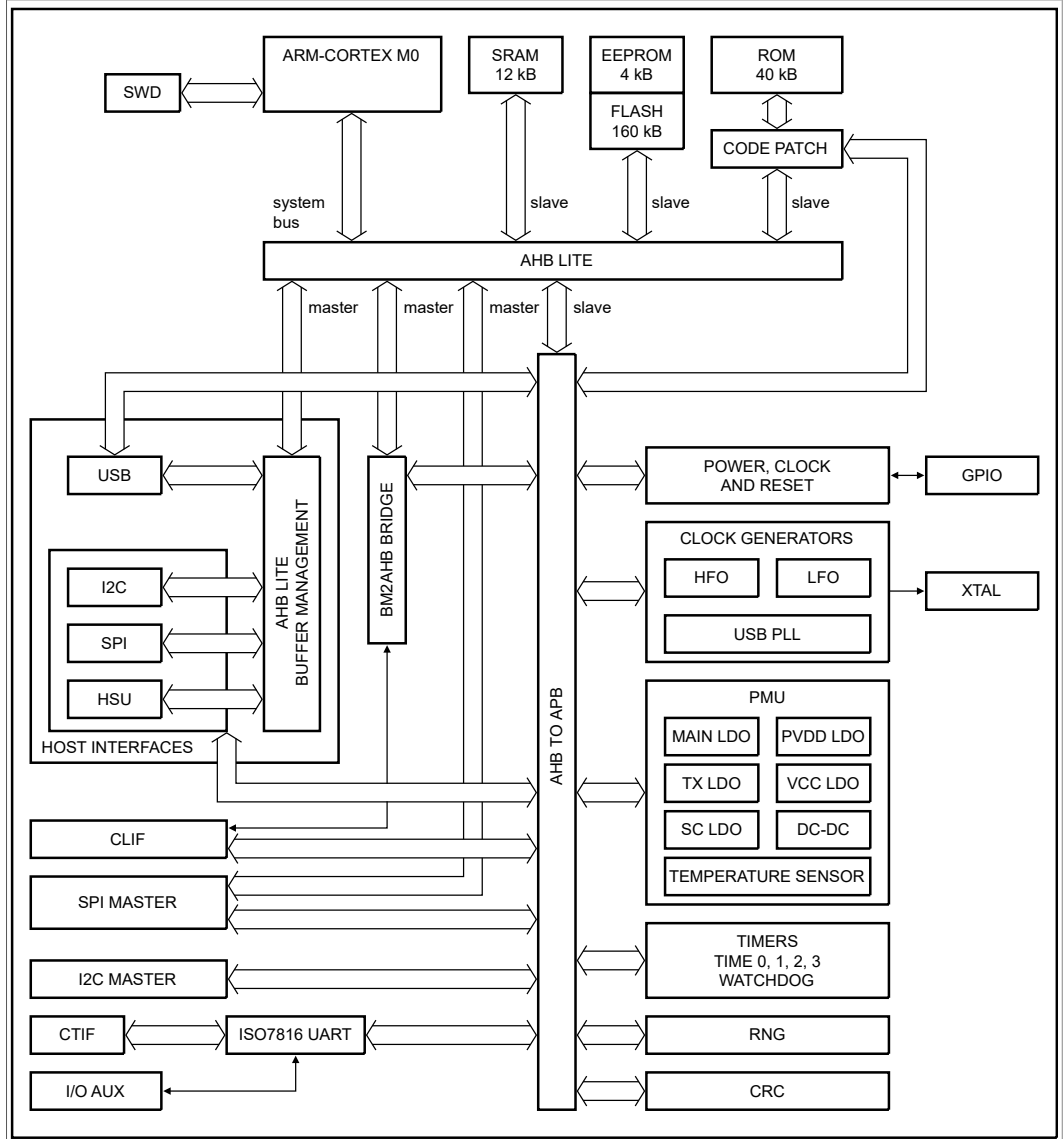 ARM-CORTEX M0
SWD
SRAM
12 kB
EEPROM
4 kB
FLASH
160 kB
ROM
40 kB
CODE PATCH
system
bus
slave
slave
slave
AHB LITE
master
master
master
slave
USB
AHB LITE
BUFFER MANAGEMENT
BM2AHB BRIDGE
I2C
SPI
HSU
HOST INTERFACES
AHB TO APB
POWER, CLOCK
AND RESET
GPIO
CLOCK GENERATORS
HFO
LFO
USB PLL
XTAL
PMU
MAIN LDO
PVDD LDO
TX LDO
VCC LDO
SC LDO
DC-DC
TEMPERATURE SENSOR
CLIF
SPI MASTER
I2C MASTER
CTIF
ISO7816 UART
I/O AUX
TIMERS
TIME 0, 1, 2, 3
WATCHDOG
RNG
CRC